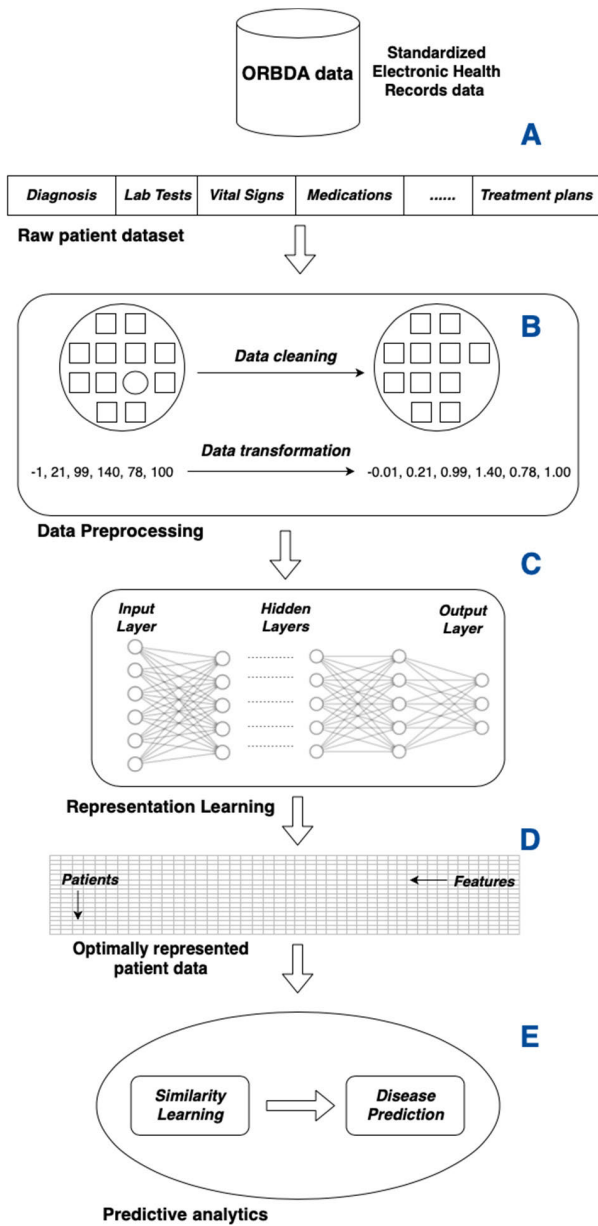 ORBDA data
Standardized
Electronic Health
Records data
A
Diagnosis
Lab Tests
Vital Signs
Medications
......
Treatment plans
Raw patient dataset
B
Data cleaning
Data transformation
-1, 21, 99, 140, 78, 100
-0.01, 0.21, 0.99, 1.40, 0.78, 1.00
Data Preprocessing
C
Input
Layer
Hidden
Layers
Output
Layer
Representation Learning
D
Patients
Features
Optimally represented
patient data
E
Similarity
Learning
Disease
Prediction
Predictive analytics